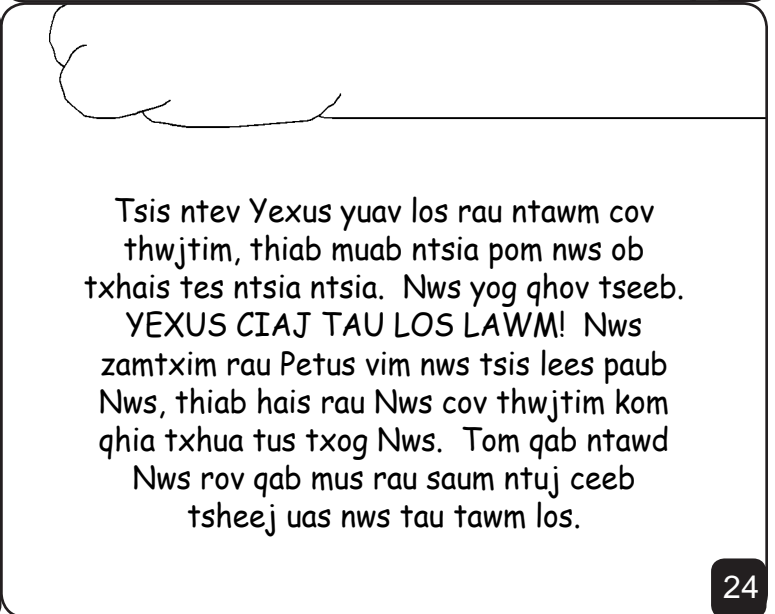 Tsis ntev Yexus yuav los rau ntawm cov
thwjtim, thiab muab ntsia pom nws ob
txhais tes ntsia ntsia.  Nws yog qhov tseeb.
YEXUS CIAJ TAU LOS LAWM!  Nws
zamtxim rau Petus vim nws tsis lees paub
Nws, thiab hais rau Nws cov thwjtim kom
qhia txhua tus txog Nws.  Tom qab ntawd
Nws rov qab mus rau saum ntuj ceeb
tsheej uas nws tau tawm los.
24